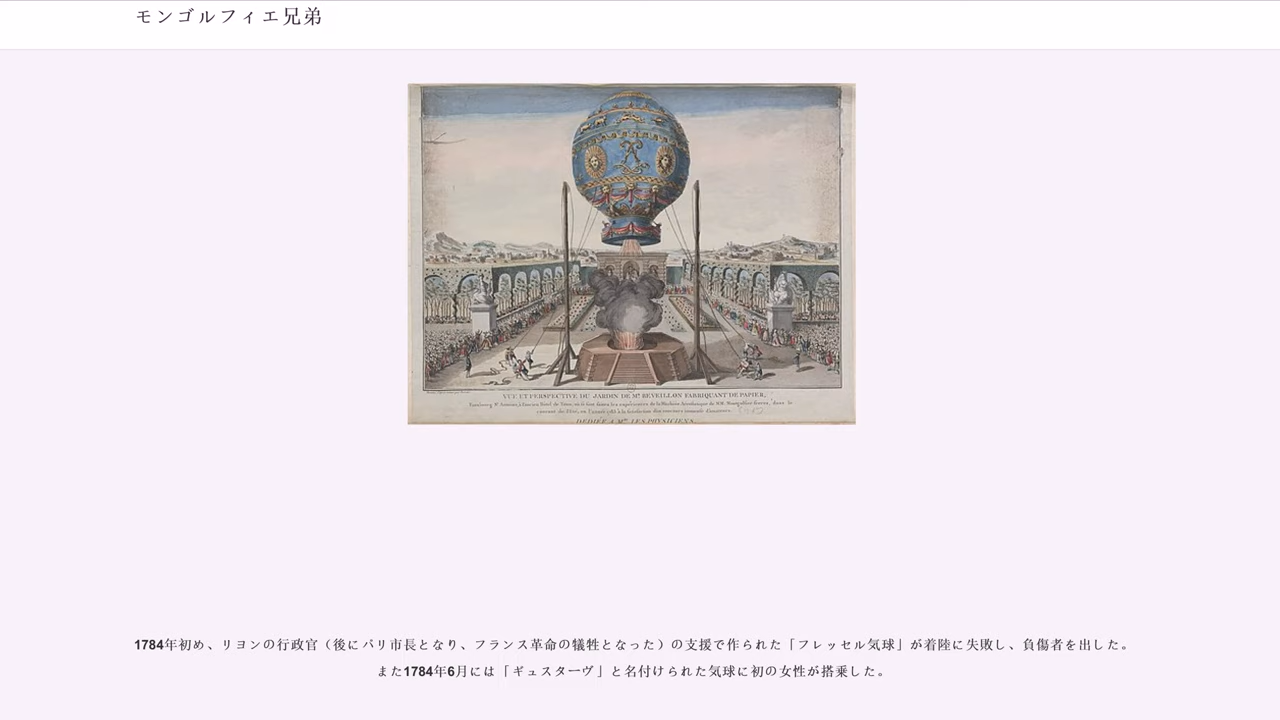 モンゴルフィエ兄弟
VUE ET PERSPECTIVE DU JARDIN DE Mr REVEILLON FABRIQUANT DE PAPIER,
DEDIÉE A Mrs LES PHYSICIENS.
1784年初め、リヨンの行政官（後にパリ市長となり、フランス革命の犠牲となった）の支援で作られた「フレッセル気球」が着陸に失敗し、負傷者を出した。
また1784年6月には「ギュスターヴ」と名付けられた気球に初の女性が搭乗した。